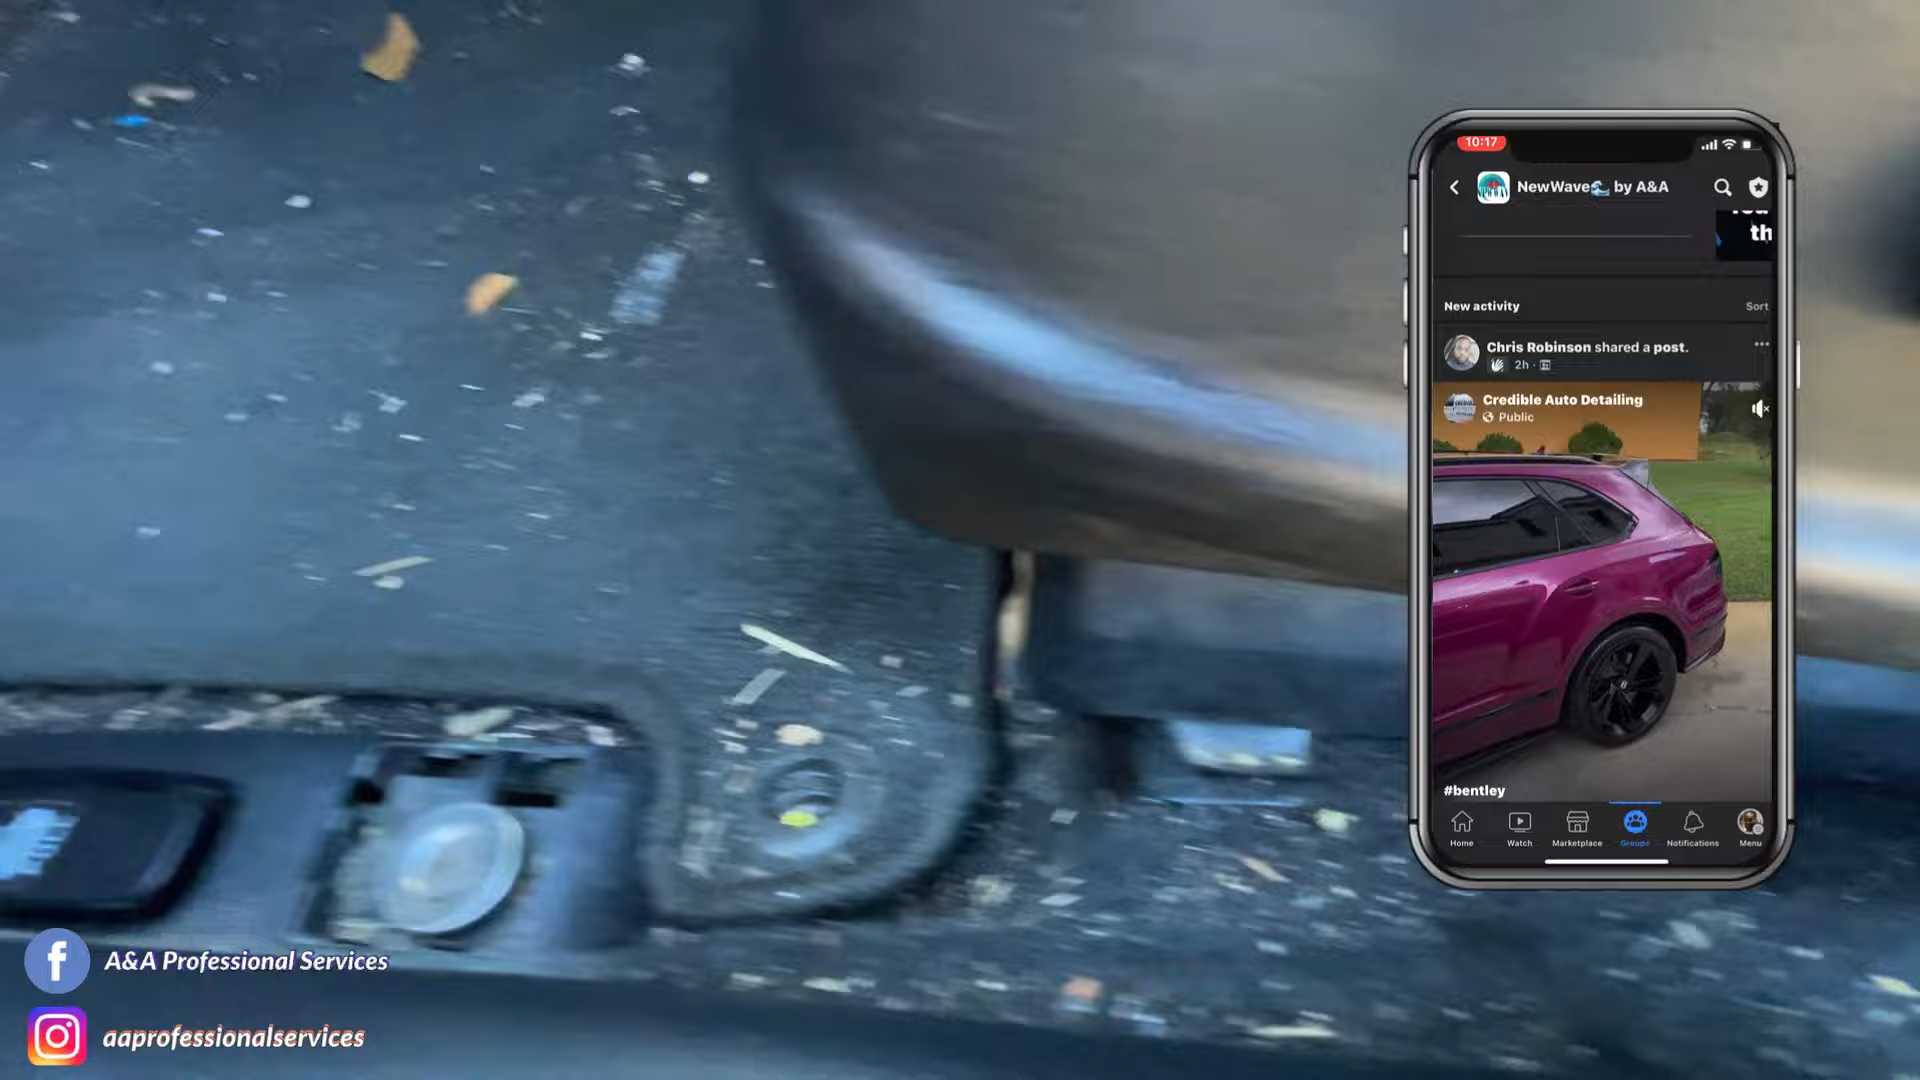 10:17
NewWave🌊 by A&A
th
New activity
Sort
Chris Robinson shared a post.
2h ·
Credible Auto Detailing
Public
#bentley
Home
Watch
Marketplace
Groups
Notifications
Menu
A&A Professional Services
aaprofessionalservices